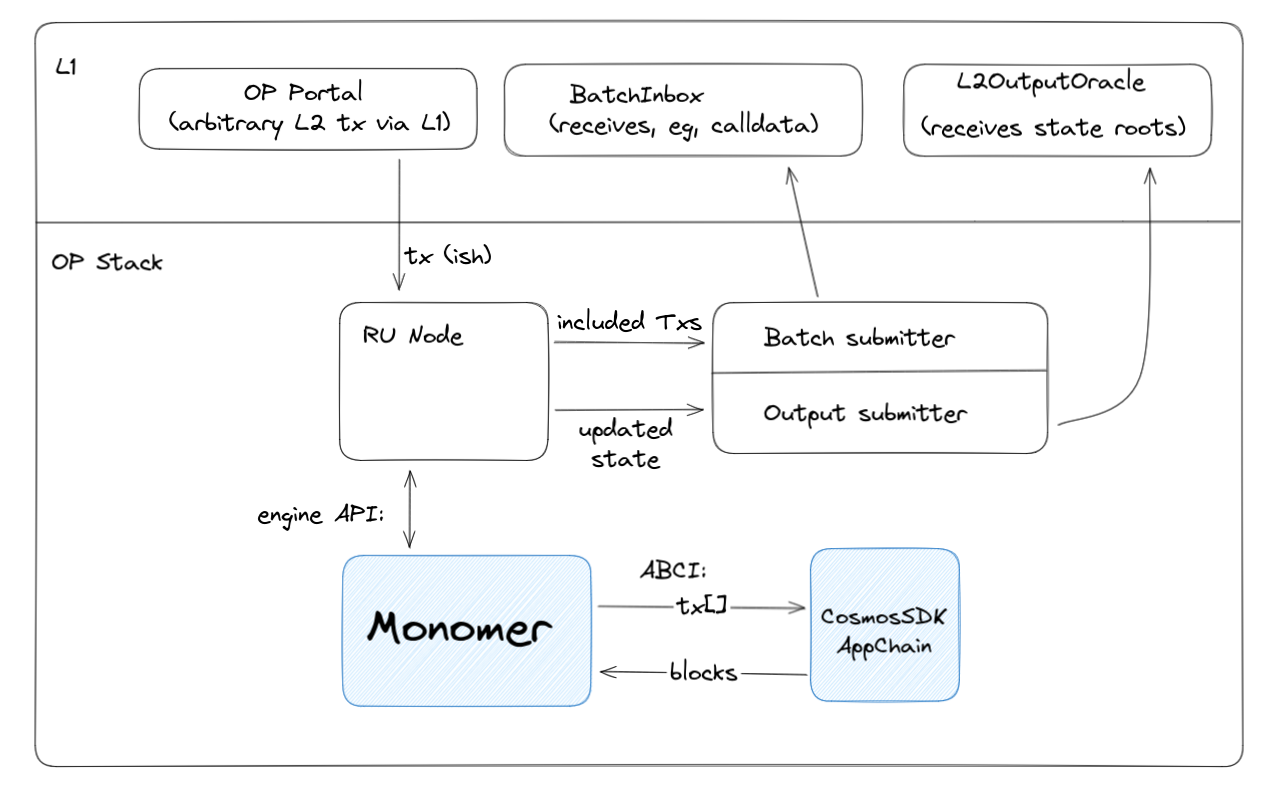 L1
OP Portal
(arbitrary L2 tx via L1)
BatchInbox
(receives, eg, calldata)
L2OutputOracle
(receives state roots)
OP Stack
tx (ish)
RU Node
included Txs
updated
state
Batch submitter
Output submitter
engine API:
Monomer
ABCI:
tx[]
blocks
CosmosSDK
AppChain